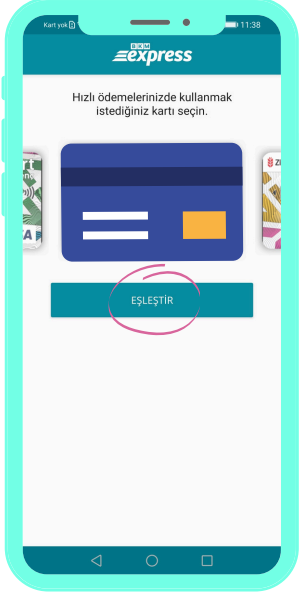 Kart yok
11:38
BKM
express
Hızlı ödemelerinizde kullanmak
istediğiniz kartı seçin.
EŞLEŞTİR